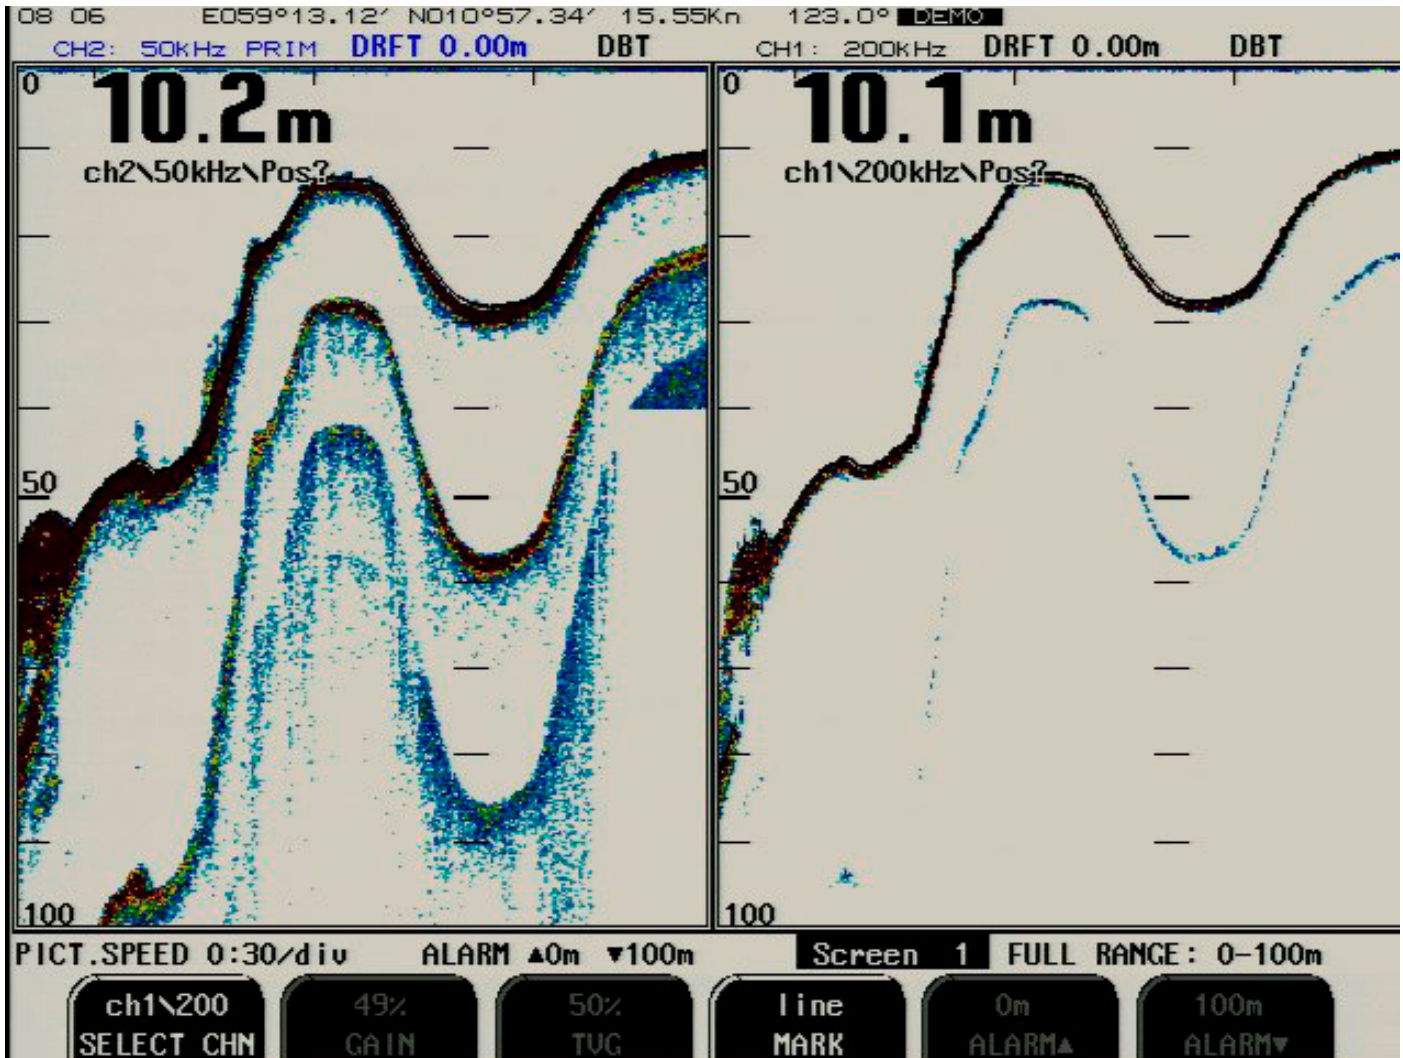 08 06 E059°13.12′ N010°57.34′ 15.55Kn 123.0° DEMO
CH2: 50kHz PRIM DRFT 0.00m DBT CH1: 200kHz DRFT 0.00m DBT
0 10.2m 0 10.1m
ch2\50kHz\Pos? ch1\200kHz\Pos?
50 50
100 100
PICT.SPEED 0:30/div ALARM ▲0m ▼100m Screen 1 FULL RANGE: 0-100m
ch1\200 49% 50% line 0m 100m
SELECT CHN GAIN TVG MARK ALARM▲ ALARM▼